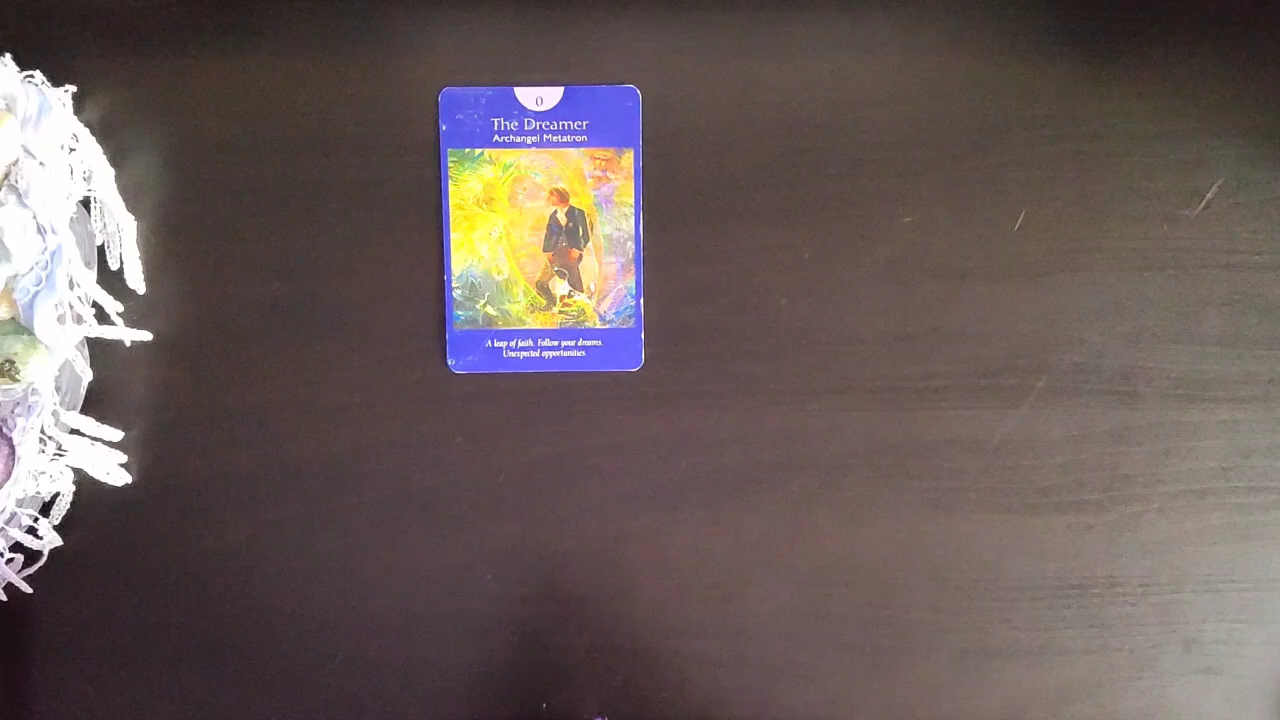 0
The Dreamer
Archangel Metatron
A leap of faith. Follow your dreams.
Unexpected opportunities.